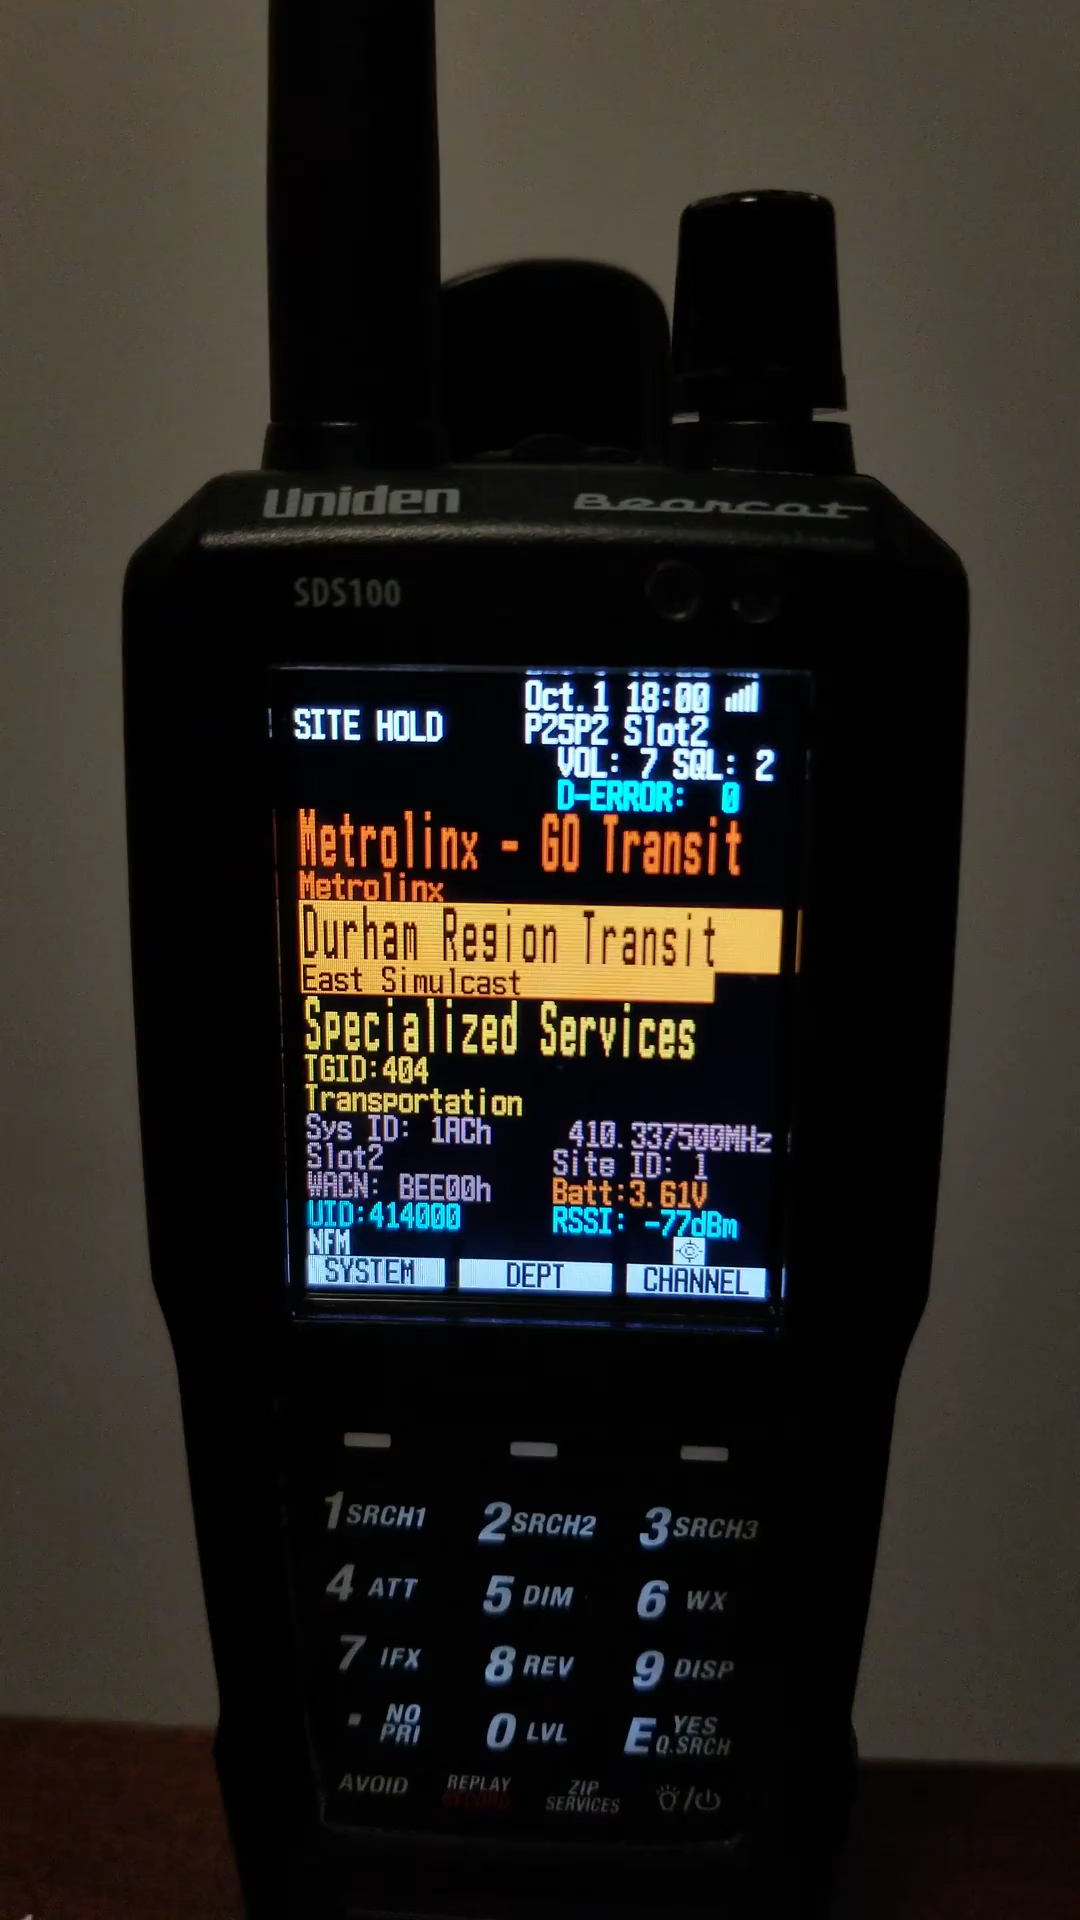 Uniden Bearcat
SDS100
Oct. 1 18:00
SITE HOLD
P25P2 Slot2
VOL: 7 SQL: 2
D-ERROR: 0
Metrolinx - GO Transit
Metrolinx
Durham Region Transit
East Simulcast
Specialized Services
TGID:404
Transportation
Sys ID: 1ACh 410.337500MHz
Slot2 Site ID: 1
WACN: BEE00h Batt:3.61V
UID:414000 RSSI: -77dBm
NFM
SYSTEM DEPT CHANNEL
1 SRCH1 2 SRCH2 3 SRCH3
4 ATT 5 DIM 6 WX
7 IFX 8 REV 9 DISP
. NO PRI 0 LVL E YES Q.SRCH
AVOID REPLAY RECORD ZIP SERVICES